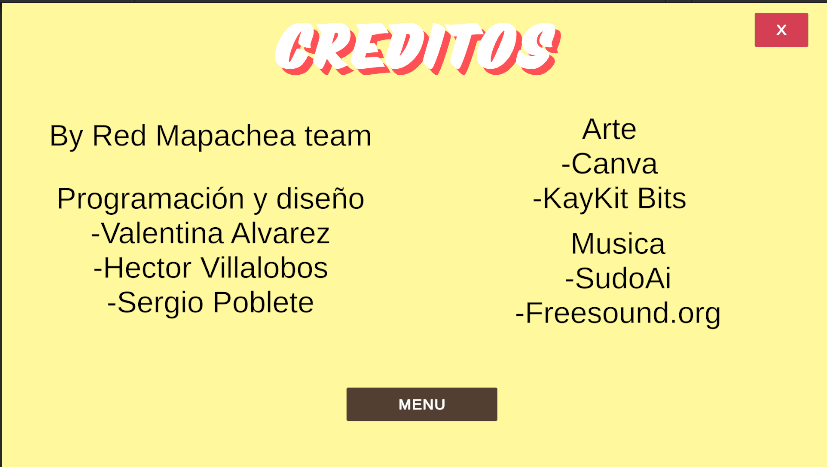 CREDITOS
X
By Red Mapachea team
Programación y diseño
-Valentina Alvarez
-Hector Villalobos
-Sergio Poblete
Arte
-Canva
-KayKit Bits
Musica
-SudoAi
-Freesound.org
MENU